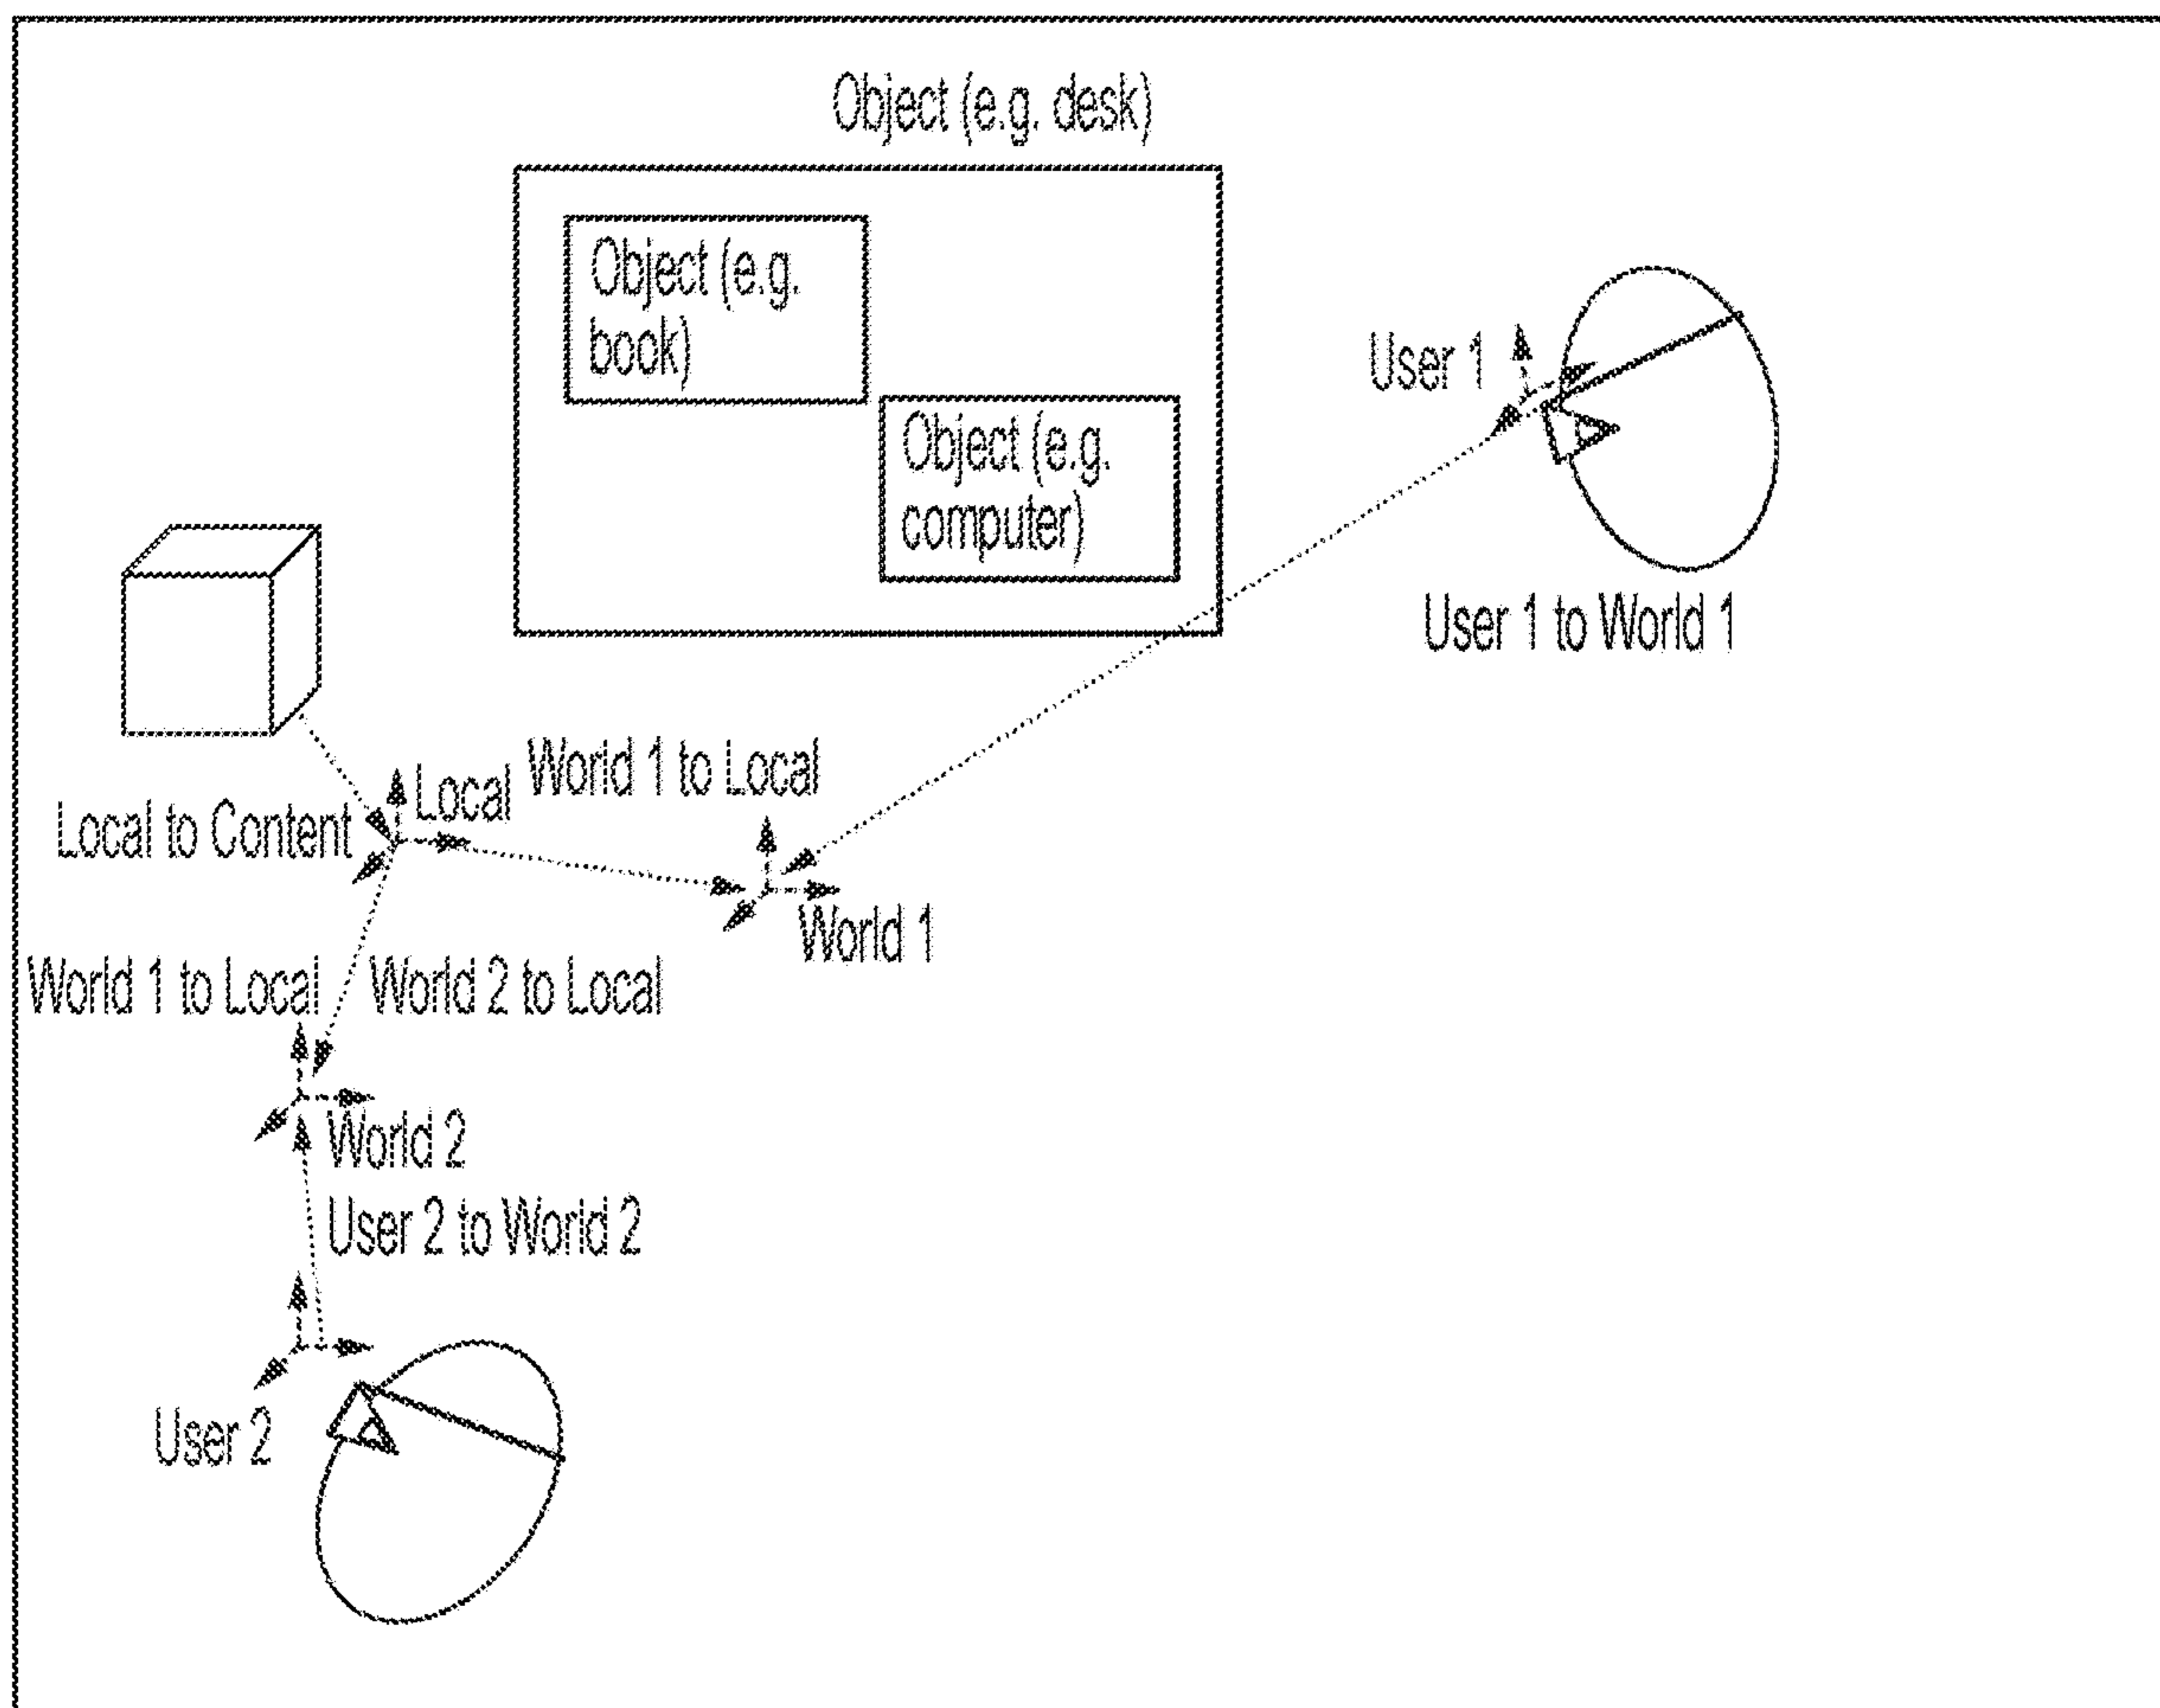 Object (e.g. desk)
Object (e.g.
book)
Object (e.g.
computer)
User 1
User 1 to World 1
World 1 to Local
Local
Local to Content
World 1
World 1 to Local
World 2 to Local
World 2
User 2 to World 2
User 2